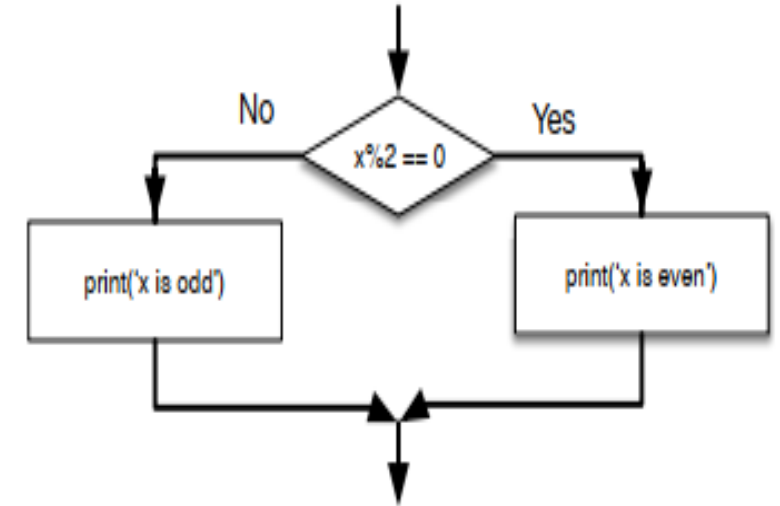 No
Yes
x%2 == 0
print('x is odd')
print('x is even')